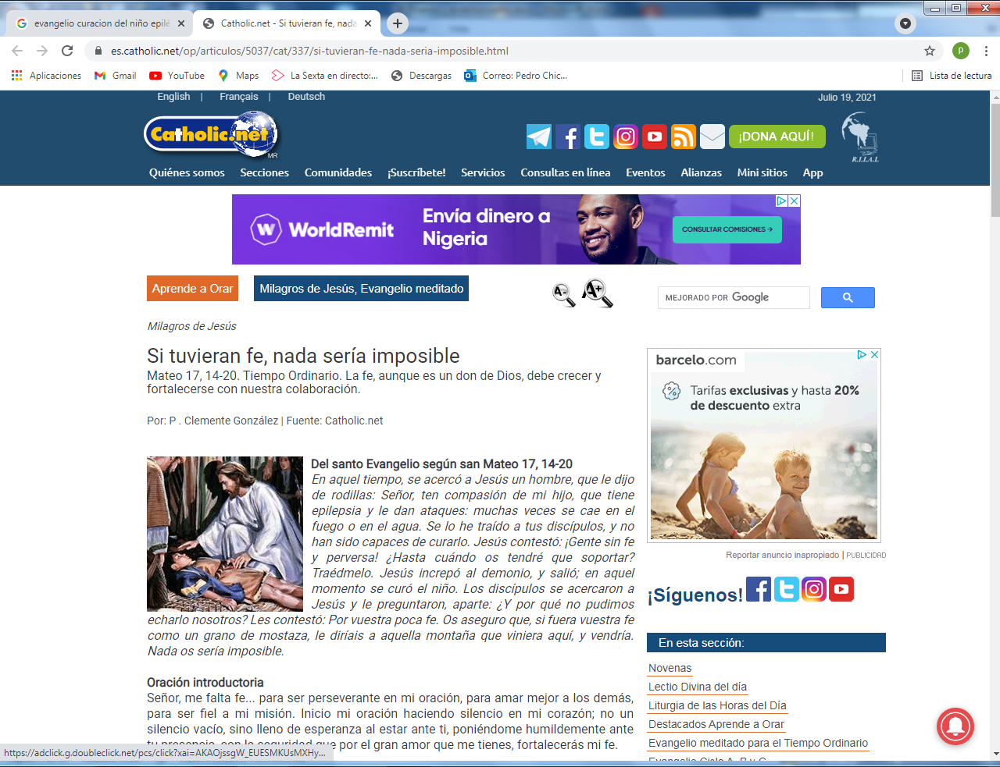 evangelio curacion del niño epilé
Catholic.net - Si tuvieran fe, nada
es.catholic.net/op/articulos/5037/cat/337/si-tuvieran-fe-nada-seria-imposible.html
p
Aplicaciones
Gmail
YouTube
Maps
La Sexta en directo:...
Descargas
Correo: Pedro Chic...
Lista de lectura
English | Français | Deutsch
Julio 19, 2021
Catholic.net
MR
¡DONA AQUÍ!
R.I.I.A.L
Quiénes somos Secciones Comunidades ¡Suscríbete! Servicios Consultas en línea Eventos Alianzas Mini sitios App
W WorldRemit
Envía dinero a
Nigeria
CONSULTAR COMISIONES →
Aprende a Orar
Milagros de Jesús, Evangelio meditado
A-
A+
MEJORADO POR Google
Milagros de Jesús
Si tuvieran fe, nada sería imposible
Mateo 17, 14-20. Tiempo Ordinario. La fe, aunque es un don de Dios, debe crecer y
fortalecerse con nuestra colaboración.
Por: P . Clemente González | Fuente: Catholic.net
Del santo Evangelio según san Mateo 17, 14-20
En aquel tiempo, se acercó a Jesús un hombre, que le dijo
de rodillas: Señor, ten compasión de mi hijo, que tiene
epilepsia y le dan ataques: muchas veces se cae en el
fuego o en el agua. Se lo he traído a tus discípulos, y no
han sido capaces de curarlo. Jesús contestó: ¡Gente sin fe
y perversa! ¿Hasta cuándo os tendré que soportar?
Traédmelo. Jesús increpó al demonio, y salió; en aquel
momento se curó el niño. Los discípulos se acercaron a
Jesús y le preguntaron, aparte: ¿Y por qué no pudimos
echarlo nosotros? Les contestó: Por vuestra poca fe. Os aseguro que, si fuera vuestra fe
como un grano de mostaza, le diríais a aquella montaña que viniera aquí, y vendría.
Nada os sería imposible.
Oración introductoria
Señor, me falta fe... para ser perseverante en mi oración, para amar mejor a los demás,
para ser fiel a mi misión. Inicio mi oración haciendo silencio en mi corazón; no un
silencio vacío, sino lleno de esperanza al estar ante ti, poniéndome humildemente ante
tu presencia, con la seguridad que por el gran amor que me tienes, fortalecerás mi fe.
https://adclick.g.doubleclick.net/pcs/click?xai=AKAOjssgW_EUESMKUsMXHy...
barcelo.com
Tarifas exclusivas y hasta 20%
de descuento extra
Reportar anuncio inapropiado | PUBLICIDAD
¡Síguenos!
En esta sección:
Novenas
Lectio Divina del día
Liturgia de las Horas del Día
Destacados Aprende a Orar
Evangelio meditado para el Tiempo Ordinario
Evangelio Ciclo A, B y C